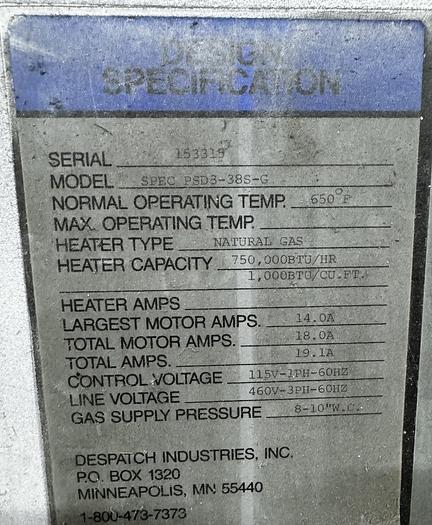 DESIGN
SPECIFICATION
SERIAL 153319
MODEL SPEC PSD3-38S-G
NORMAL OPERATING TEMP. 650°F
MAX. OPERATING TEMP.
HEATER TYPE NATURAL GAS
HEATER CAPACITY 750,000BTU/HR
1,000BTU/CU.FT.
HEATER AMPS
LARGEST MOTOR AMPS. 14.0A
TOTAL MOTOR AMPS. 18.0A
TOTAL AMPS. 19.1A
CONTROL VOLTAGE 115V-1PH-60HZ
LINE VOLTAGE 460V-3PH-60HZ
GAS SUPPLY PRESSURE 8-10"W.C.
DESPATCH INDUSTRIES, INC.
P.O. BOX 1320
MINNEAPOLIS, MN 55440
1-800-473-7373